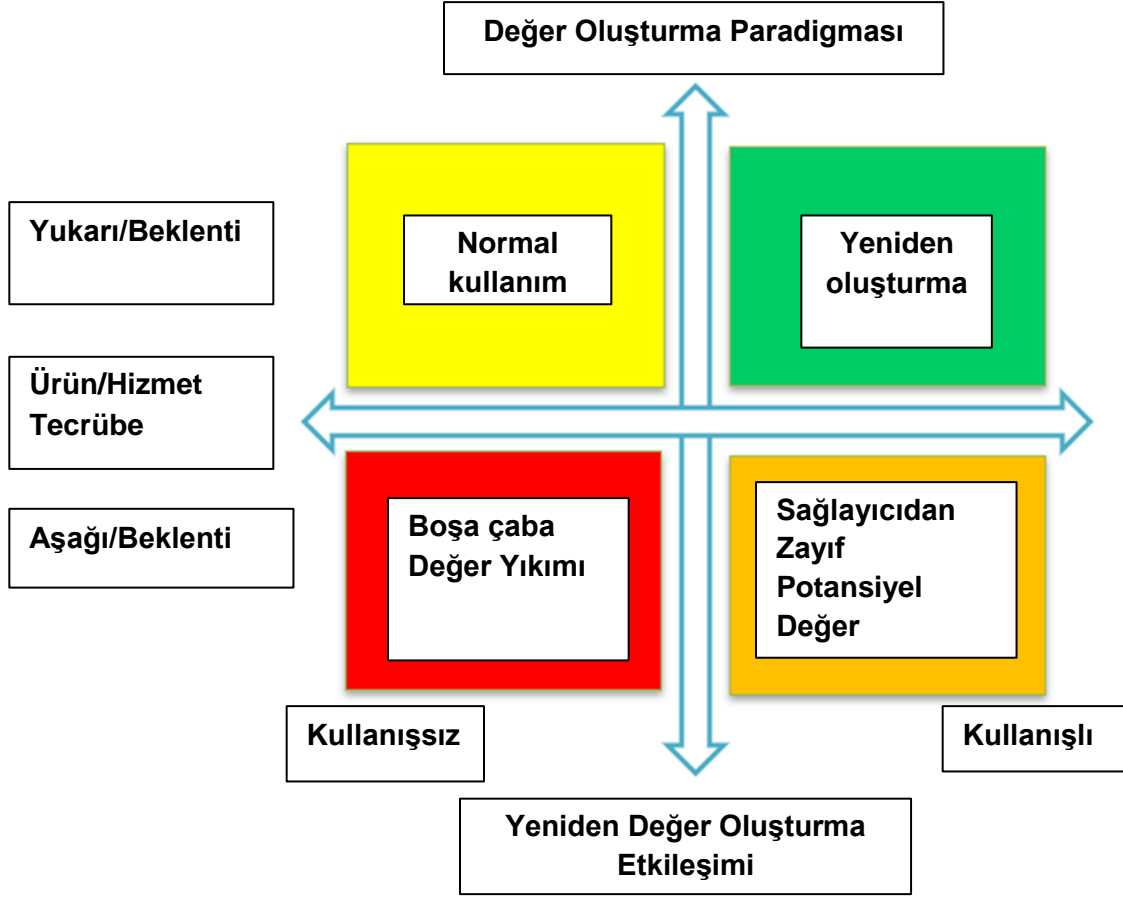 Değer Oluşturma Paradigması
Yukarı/Beklenti
Normal
kullanım
Yeniden
oluşturma
Ürün/Hizmet
Tecrübe
Aşağı/Beklenti
Boşa çaba
Değer Yıkımı
Sağlayıcıdan
Zayıf
Potansiyel
Değer
Kullanışsız
Kullanışlı
Yeniden Değer Oluşturma
Etkileşimi